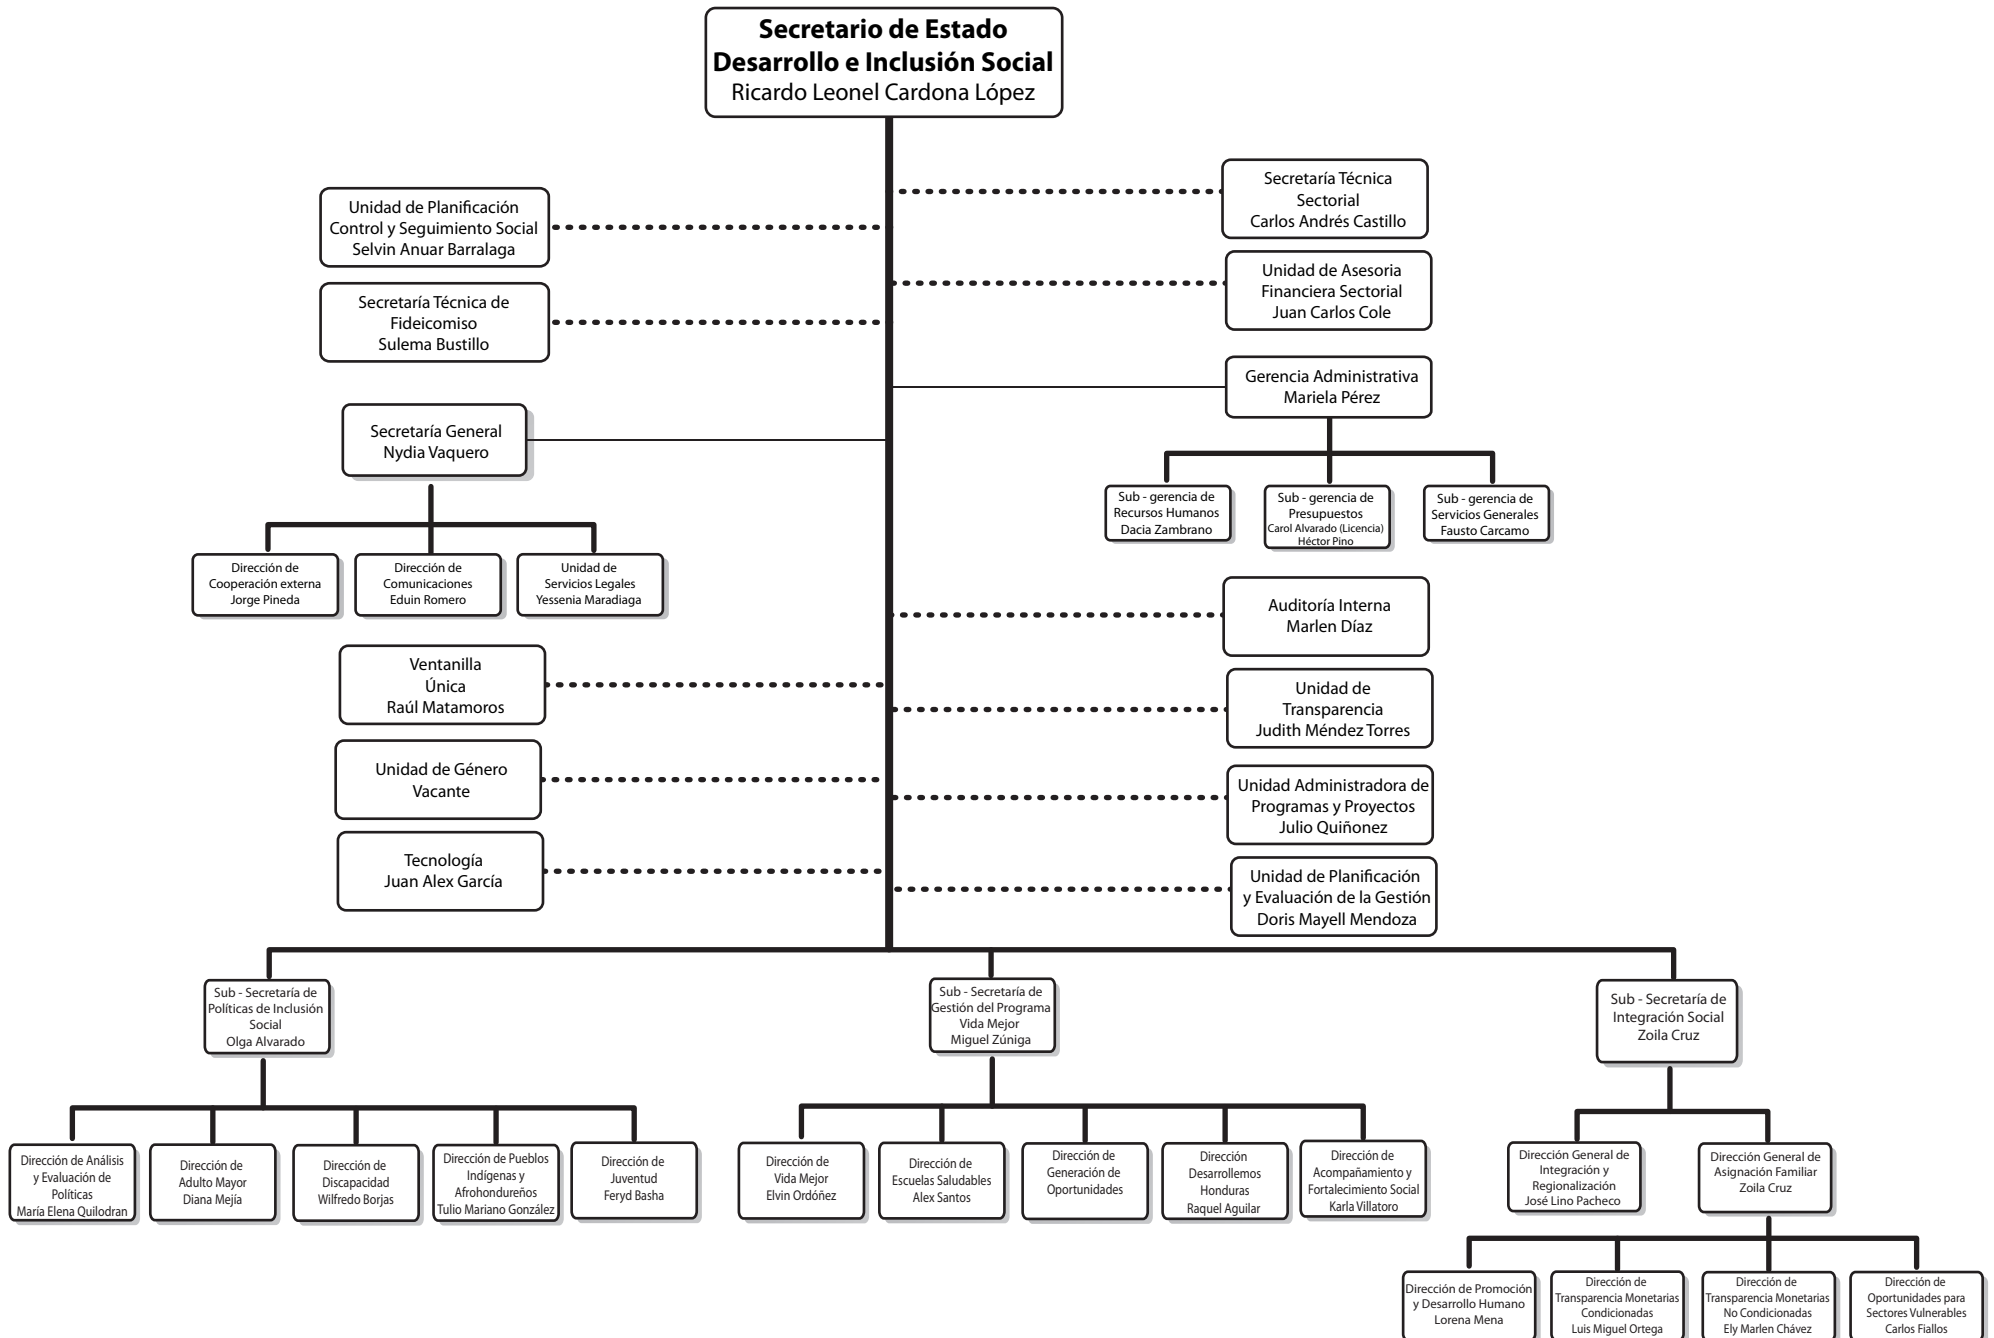 Secretario de Estado
Desarrollo e Inclusión Social
Ricardo Leonel Cardona López
Secretaría Técnica
Sectorial
Carlos Andrés Castillo
Unidad de Planificación
Control y Seguimiento Social
Selvin Anuar Barralaga
Unidad de Asesoria
Financiera Sectorial
Juan Carlos Cole
Secretaría Técnica de
Fideicomiso
Sulema Bustillo
Gerencia Administrativa
Mariela Pérez
Secretaría General
Nydia Vaquero
Sub - gerencia de
Recursos Humanos
Dacia Zambrano
Sub - gerencia de
Presupuestos
Carol Alvarado (Licencia)
Héctor Pino
Sub - gerencia de
Servicios Generales
Fausto Carcamo
Dirección de
Cooperación externa
Jorge Pineda
Dirección de
Comunicaciones
Eduin Romero
Unidad de
Servicios Legales
Yessenia Maradiaga
Auditoría Interna
Marlen Díaz
Ventanilla
Única
Raúl Matamoros
Unidad de
Transparencia
Judith Méndez Torres
Unidad de Género
Vacante
Unidad Administradora de
Programas y Proyectos
Julio Quiñonez
Tecnología
Juan Alex García
Unidad de Planificación
y Evaluación de la Gestión
Doris Mayell Mendoza
Sub - Secretaría de
Políticas de Inclusión
Social
Olga Alvarado
Sub - Secretaría de
Gestión del Programa
Vida Mejor
Miguel Zúniga
Sub - Secretaría de
Integración Social
Zoila Cruz
Dirección de Análisis
y Evaluación de
Políticas
María Elena Quilodran
Dirección de
Adulto Mayor
Diana Mejía
Dirección de
Discapacidad
Wilfredo Borjas
Dirección de Pueblos
Indígenas y
Afrohondureños
Tulio Mariano González
Dirección de
Juventud
Feryd Basha
Dirección de
Vida Mejor
Elvin Ordóñez
Dirección de
Escuelas Saludables
Alex Santos
Dirección de
Generación de
Oportunidades
Dirección
Desarrollemos
Honduras
Raquel Aguilar
Dirección de
Acompañamiento y
Fortalecimiento Social
Karla Villatoro
Dirección General de
Integración y
Regionalización
José Lino Pacheco
Dirección General de
Asignación Familiar
Zoila Cruz
Dirección de Promoción
y Desarrollo Humano
Lorena Mena
Dirección de
Transparencia Monetarias
Condicionadas
Luis Miguel Ortega
Dirección de
Transparencia Monetarias
No Condicionadas
Ely Marlen Chávez
Dirección de
Oportunidades para
Sectores Vulnerables
Carlos Fiallos